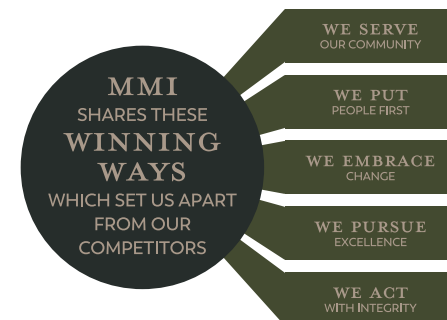 MMI
SHARES THESE
WINNING
WAYS
WHICH SET US APART
FROM OUR
COMPETITORS
WE SERVE
OUR COMMUNITY
WE PUT
PEOPLE FIRST
WE EMBRACE
CHANGE
WE PURSUE
EXCELLENCE
WE ACT
WITH INTEGRITY